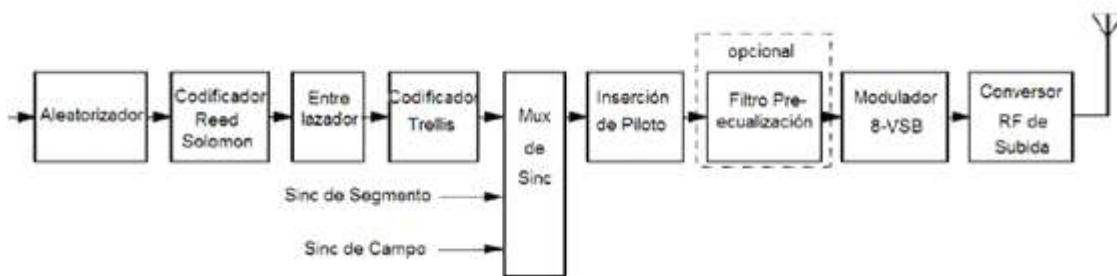 opcional
Aleatorizador
Codificador
Reed
Solomon
Entre
lazador
Codificador
Trellis
Mux
de
Sinc
Inserción
de Piloto
Filtro Pre-
ecualización
Modulador
8-VSB
Conversor
RF de
Subida
Sinc de Segmento
Sinc de Campo